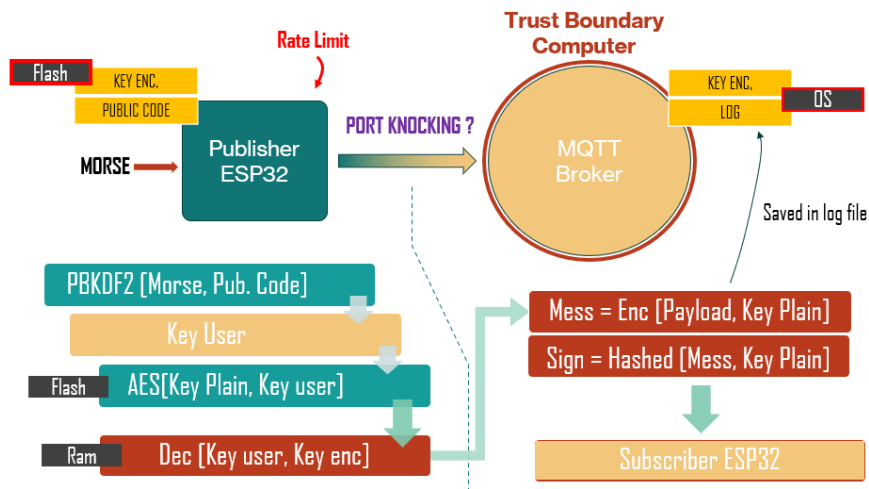 Trust Boundary
Computer
Rate Limit
Flash
KEY ENC,
PUBLIC CODE
MORSE
Publisher
ESP32
PORT KNOCKING ?
MQTT
Broker
KEY ENC,
LOG
OS
Saved in log file
PBKDF2 [Morse, Pub. Code]
Key User
Flash
AES[Key Plain, Key user]
Ram
Dec [Key user, Key enc]
Mess = Enc [Payload, Key Plain]
Sign = Hashed [Mess, Key Plain]
Subscriber ESP32